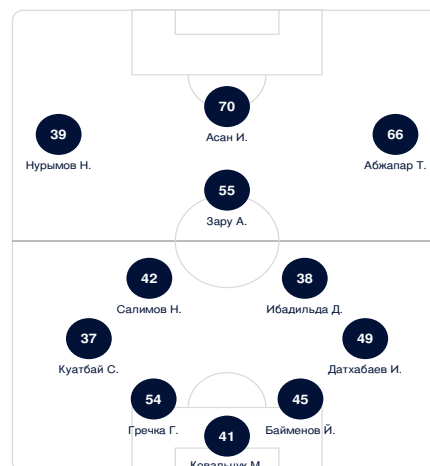 70
Асан И.
39
Нурымов Н.
66
Абжапар Т.
55
Зару А.
42
Салимов Н.
38
Ибадильда Д.
37
Куатбай С.
49
Датхабаев И.
54
Гречка Г.
45
Байменов Й.
41
Ковальчук М.